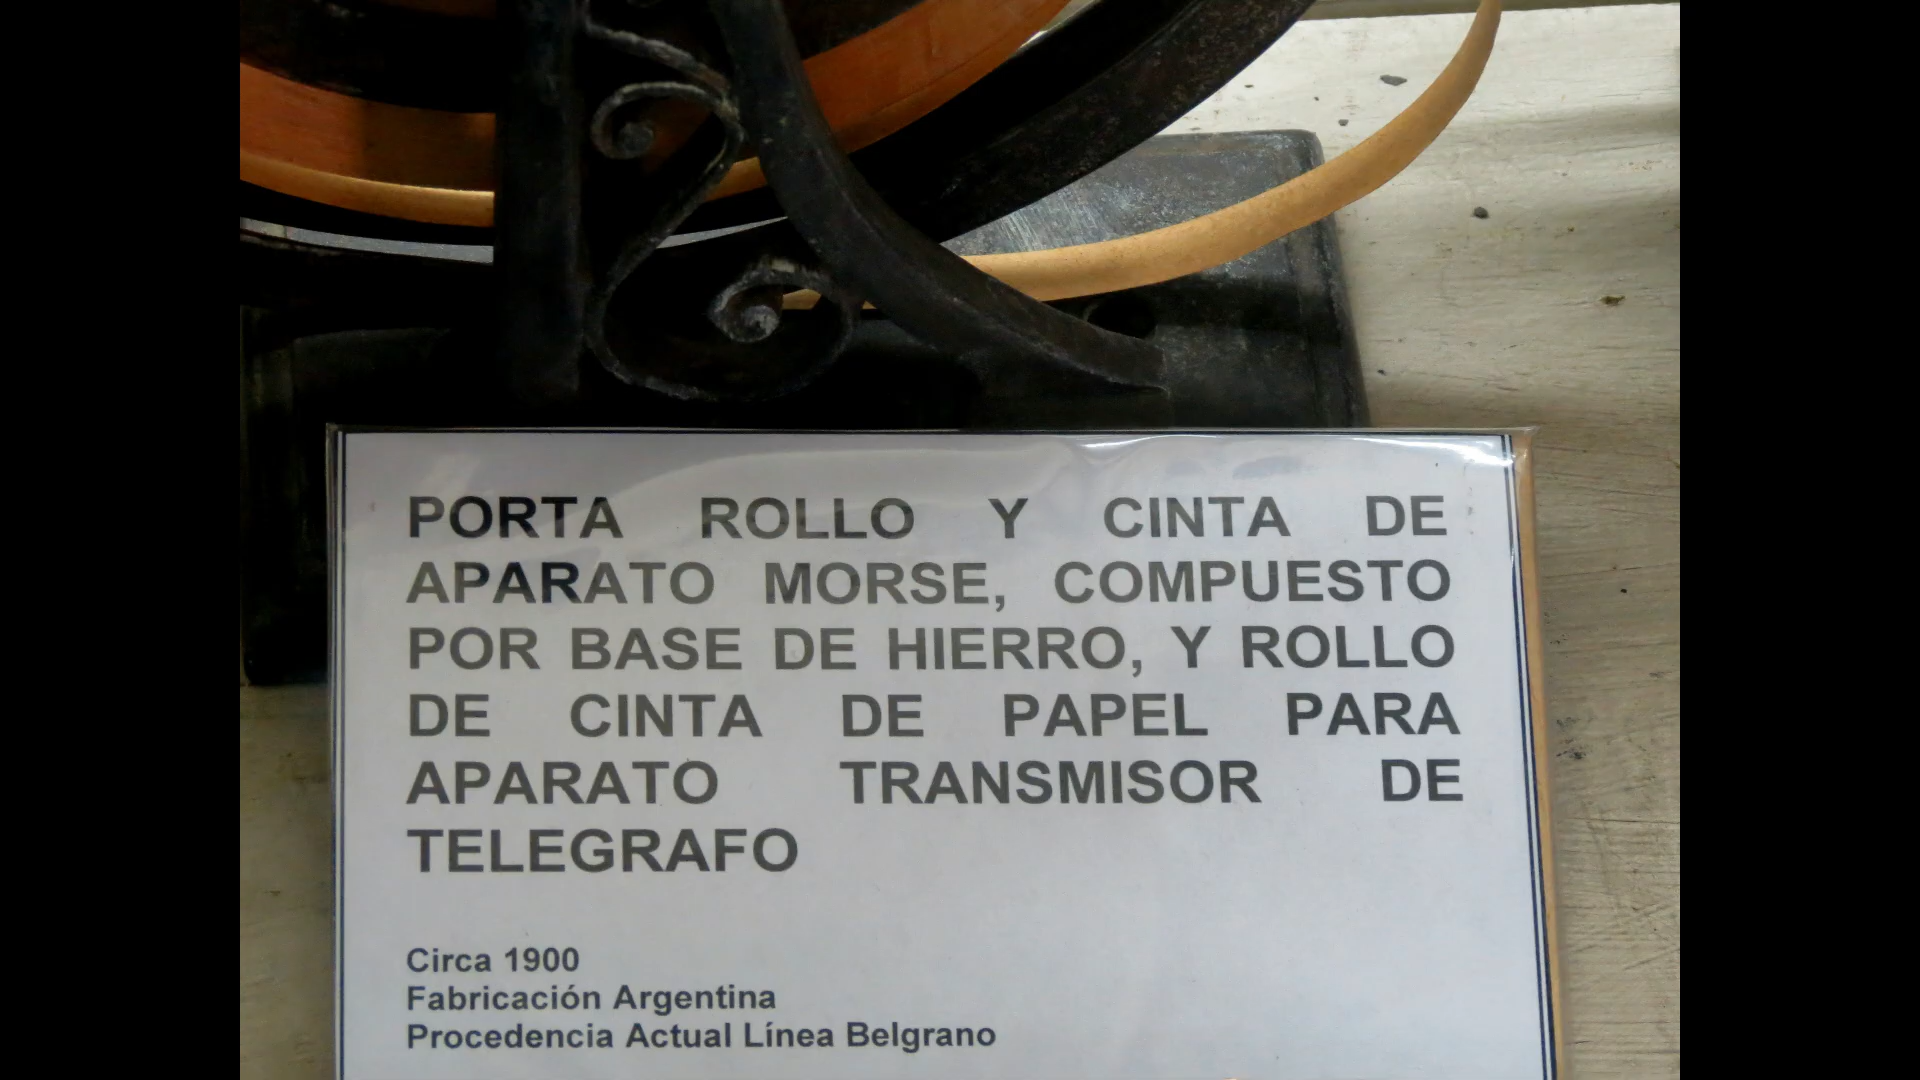 PORTA ROLLO Y CINTA DE
APARATO MORSE, COMPUESTO
POR BASE DE HIERRO, Y ROLLO
DE CINTA DE PAPEL PARA
APARATO TRANSMISOR DE
TELEGRAFO
Circa 1900
Fabricación Argentina
Procedencia Actual Línea Belgrano